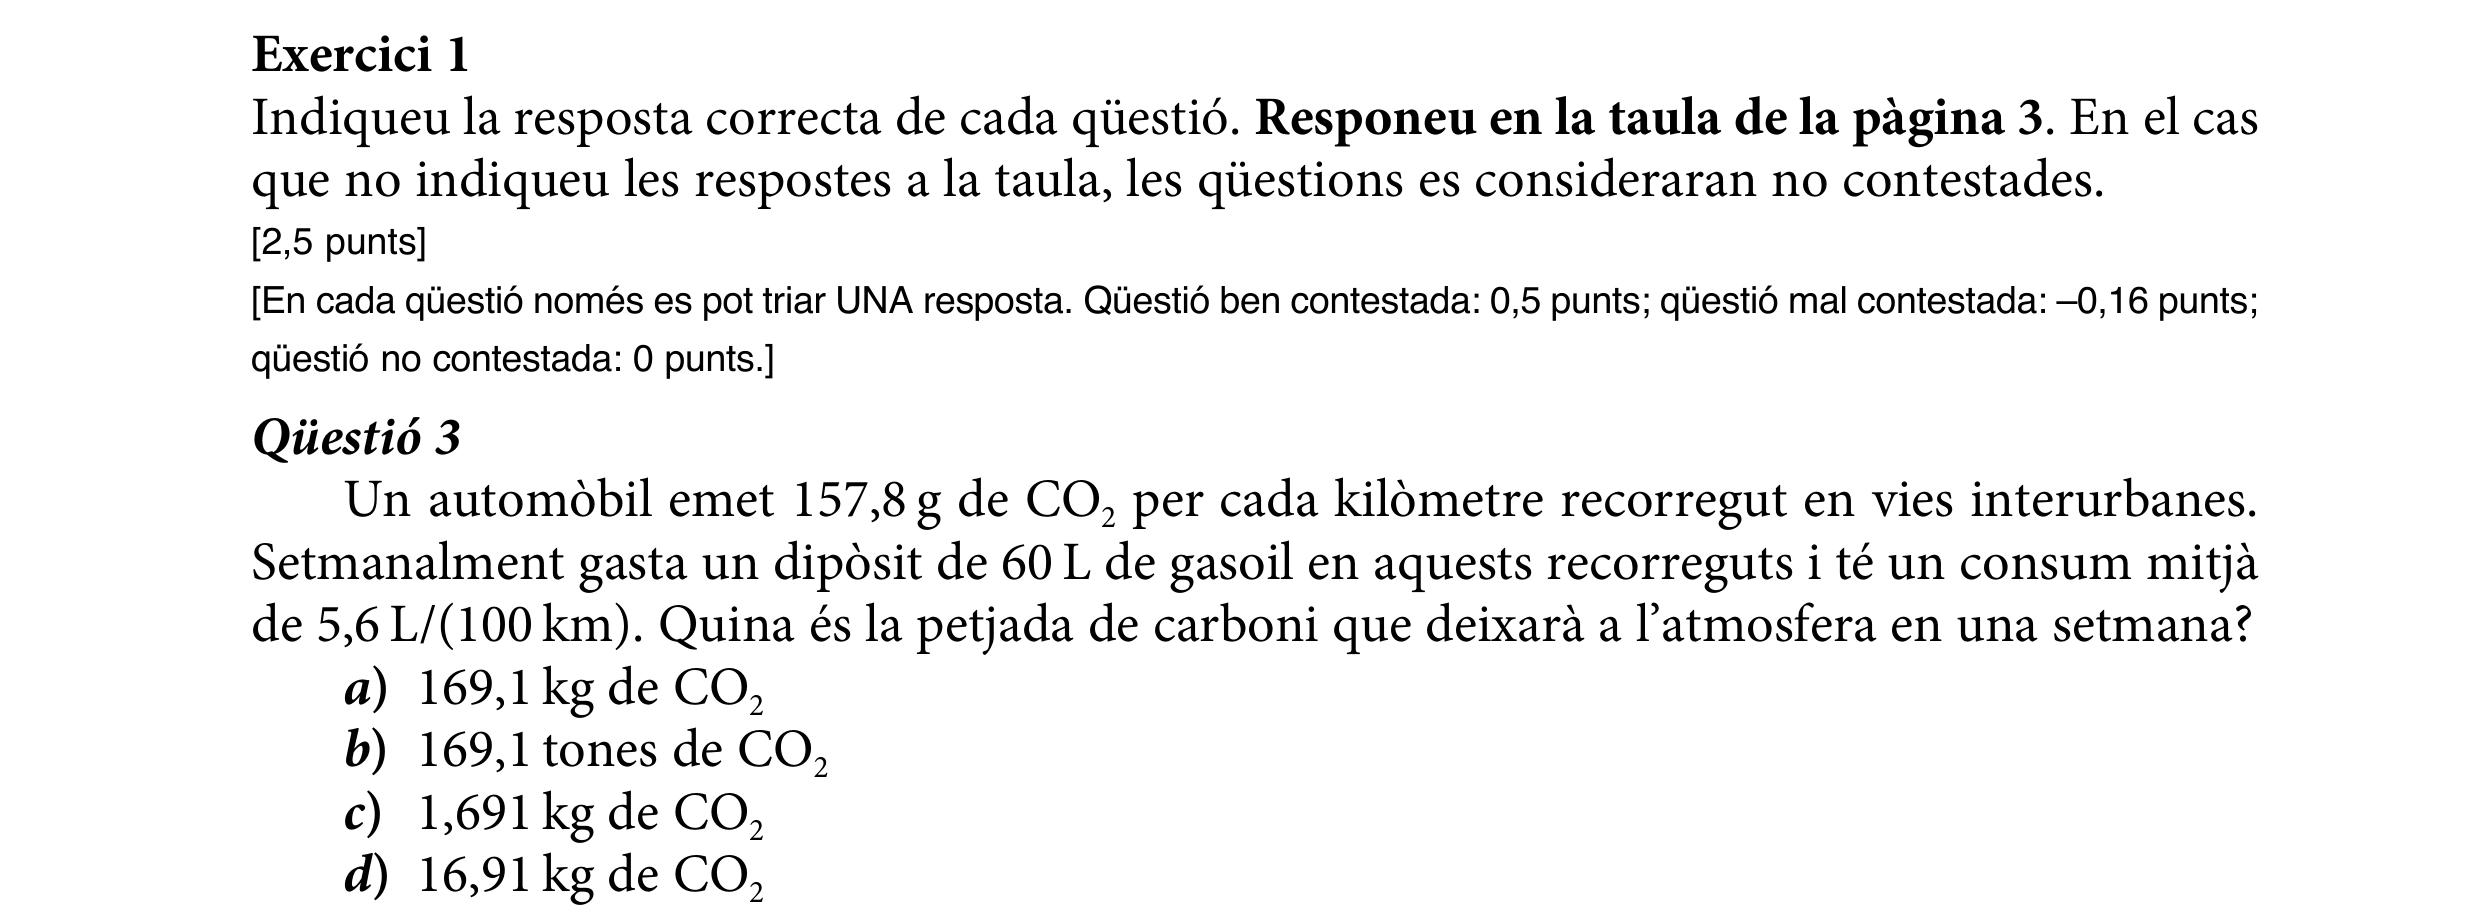 Exercici 1
Indiqueu la resposta correcta de cada qüestió. Responeu en la taula de la pàgina 3. En el cas
que no indiqueu les respostes a la taula, les qüestions es consideraran no contestades.
[2,5 punts]
[En cada qüestió només es pot triar UNA resposta. Qüestió ben contestada: 0,5 punts; qüestió mal contestada: –0,16 punts;
qüestió no contestada: 0 punts.]
Qüestió 3
Un automòbil emet 157,8 g de CO₂ per cada kilòmetre recorregut en vies interurbanes.
Setmanalment gasta un dipòsit de 60 L de gasoil en aquests recorreguts i té un consum mitjà
de 5,6 L/(100 km). Quina és la petjada de carboni que deixarà a l’atmosfera en una setmana?
a) 169,1 kg de CO₂
b) 169,1 tones de CO₂
c) 1,691 kg de CO₂
d) 16,91 kg de CO₂